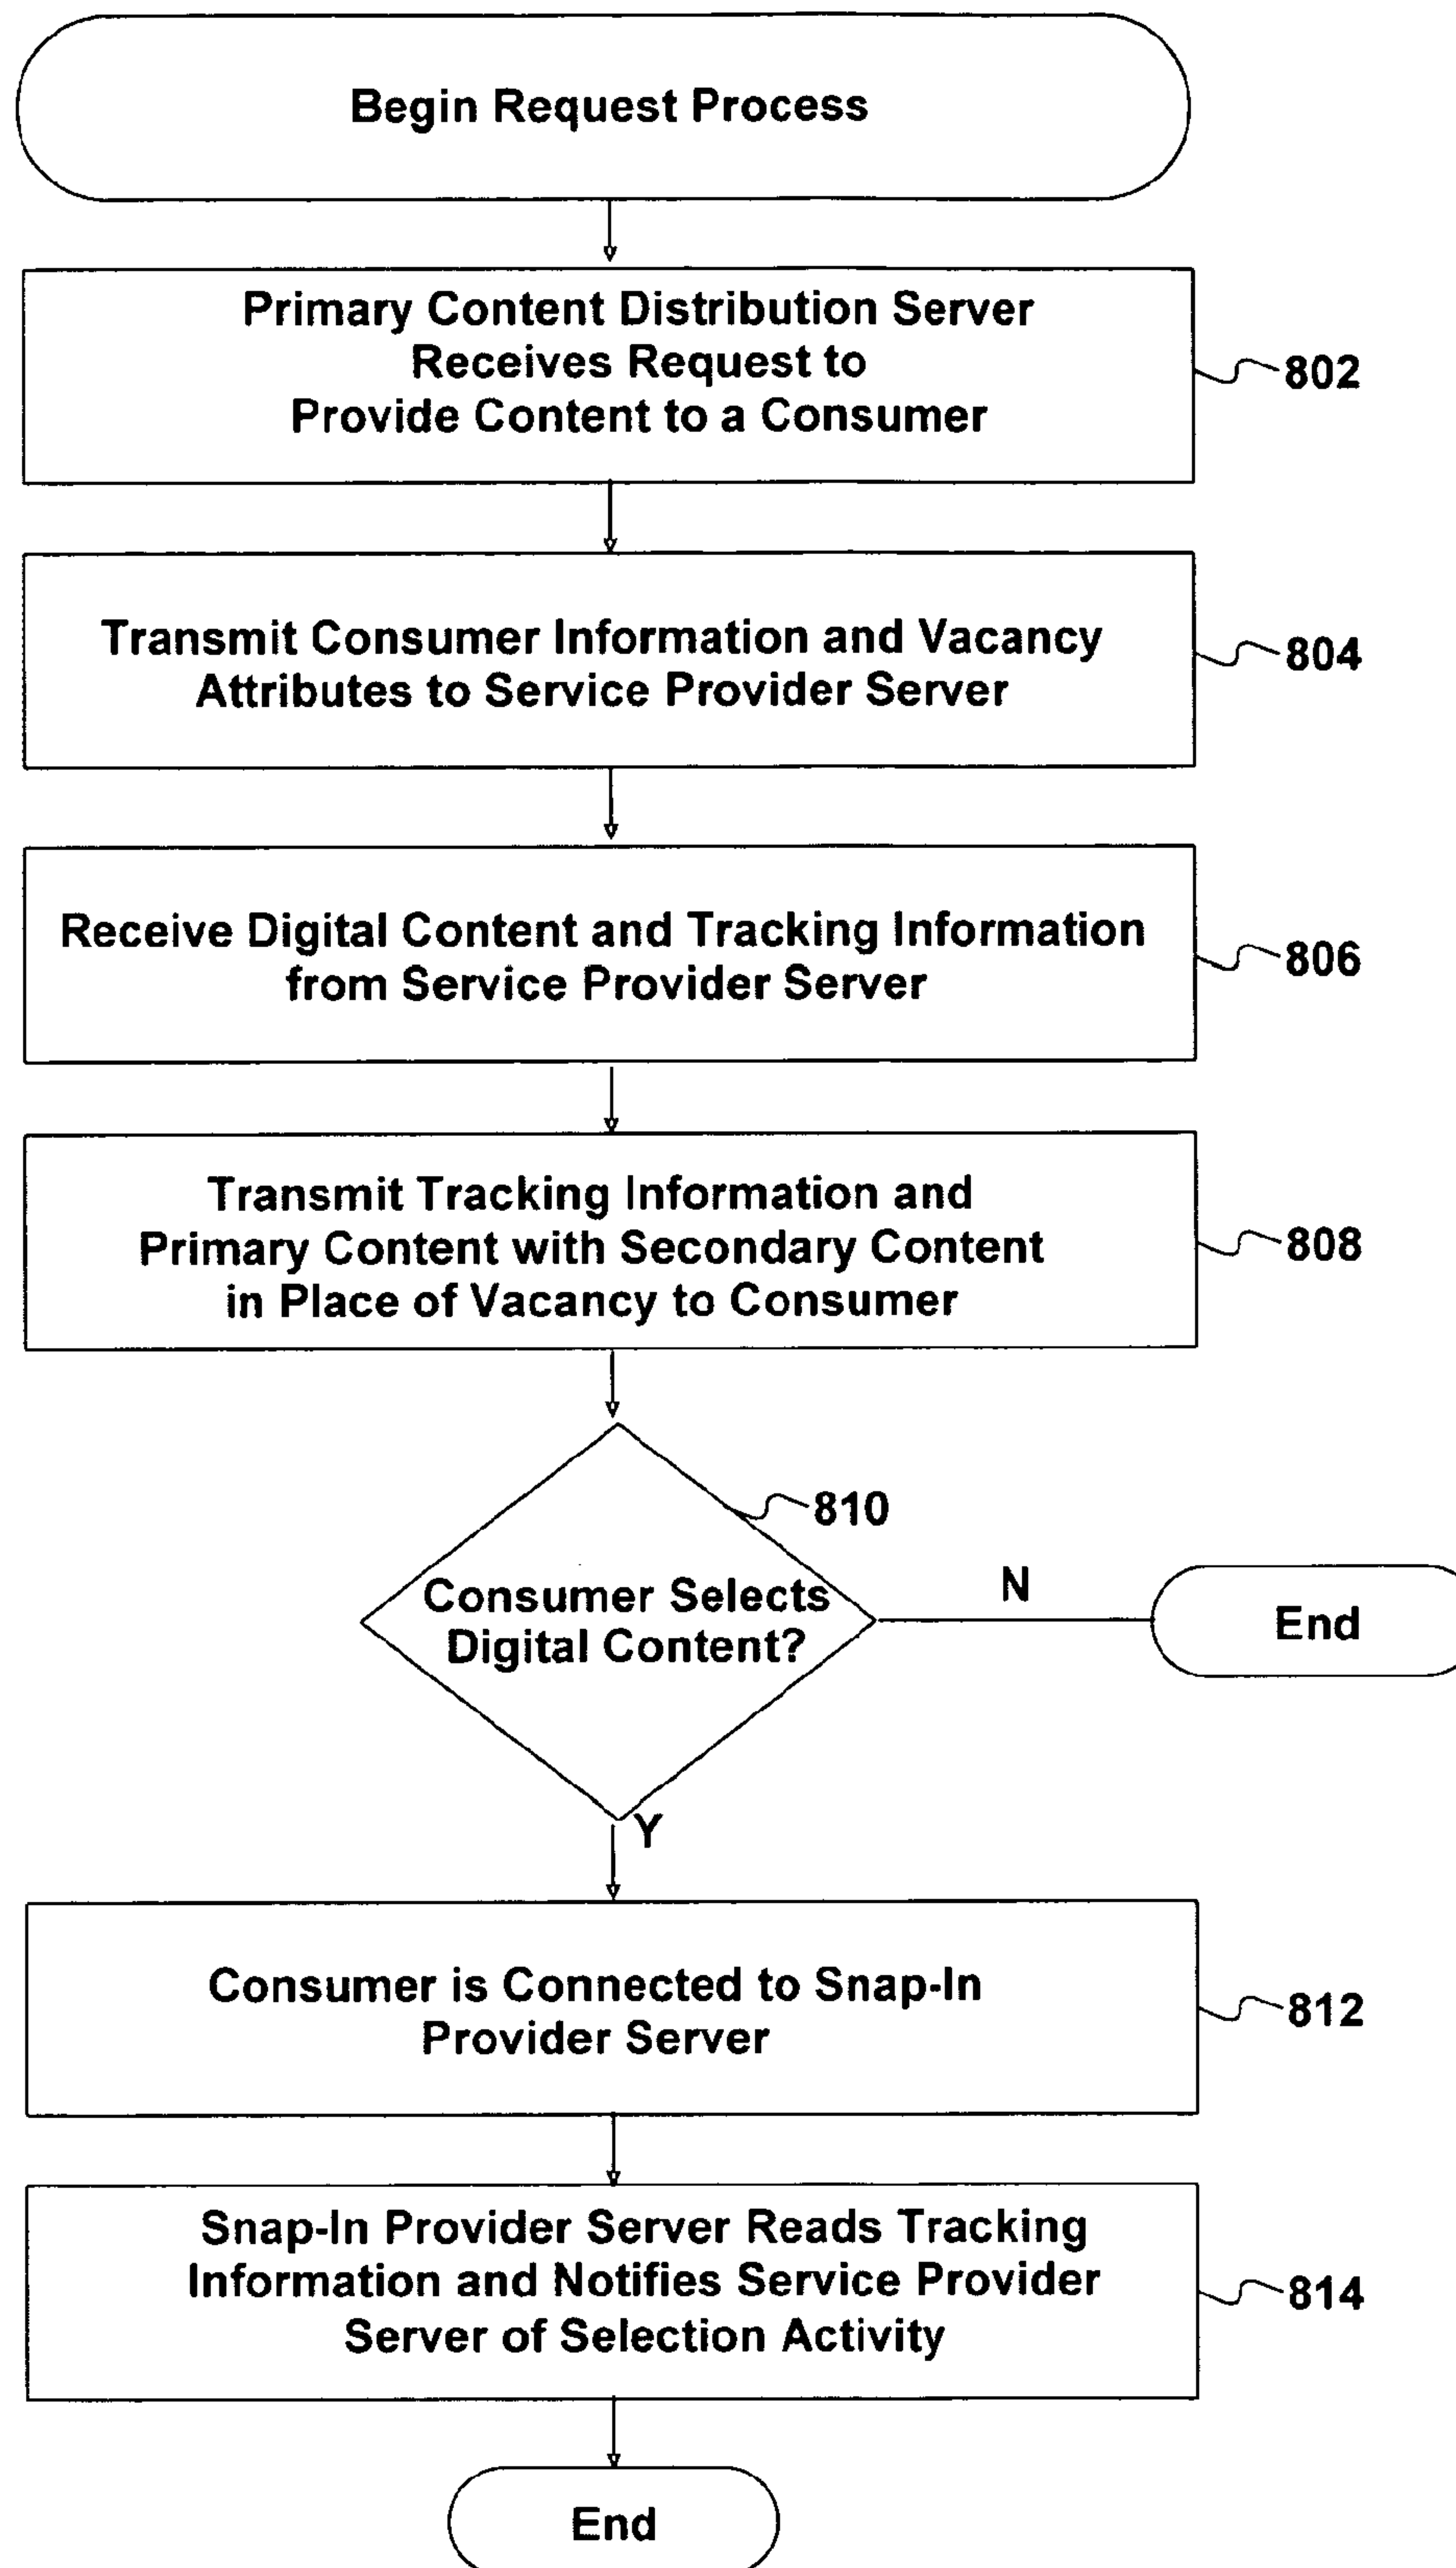 Begin Request Process
Primary Content Distribution Server
Receives Request to
Provide Content to a Consumer
802
Transmit Consumer Information and Vacancy
Attributes to Service Provider Server
804
Receive Digital Content and Tracking Information
from Service Provider Server
806
Transmit Tracking Information and
Primary Content with Secondary Content
in Place of Vacancy to Consumer
808
810
Consumer Selects
Digital Content?
N
End
Y
Consumer is Connected to Snap-In
Provider Server
812
Snap-In Provider Server Reads Tracking
Information and Notifies Service Provider
Server of Selection Activity
814
End